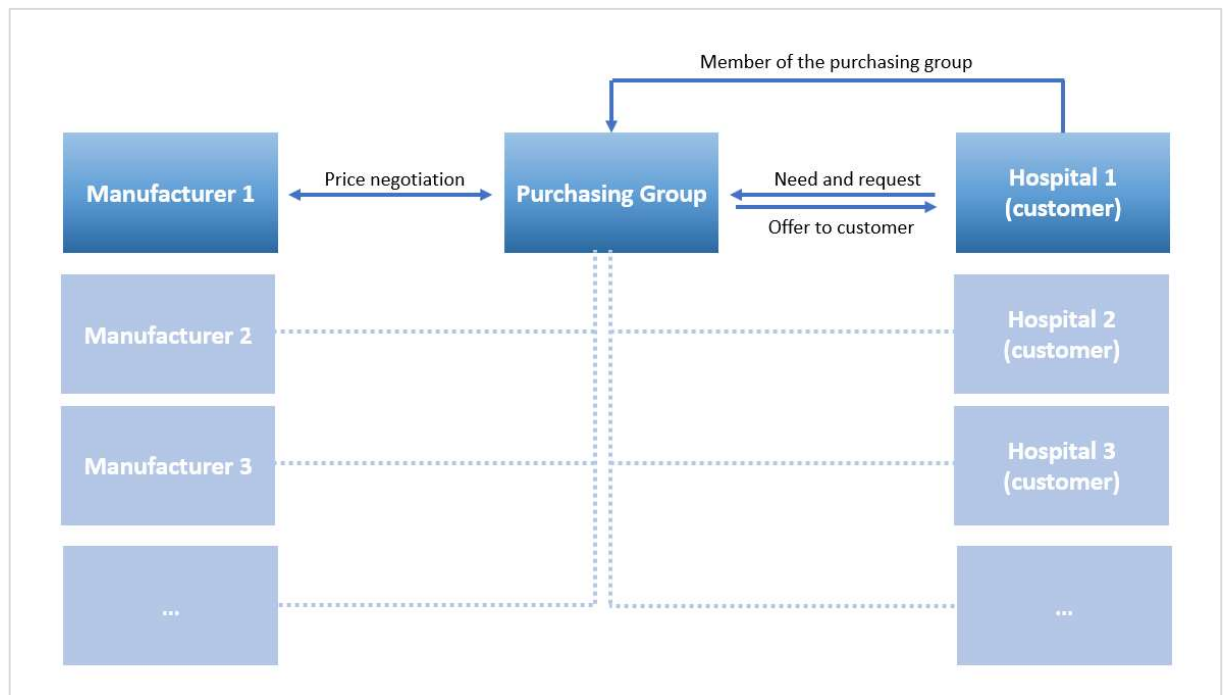 Member of the purchasing group
Manufacturer 1
Price negotiation
Purchasing Group
Need and request
Offer to customer
Hospital 1
(customer)
Manufacturer 2
Hospital 2
(customer)
Manufacturer 3
Hospital 3
(customer)
...
...